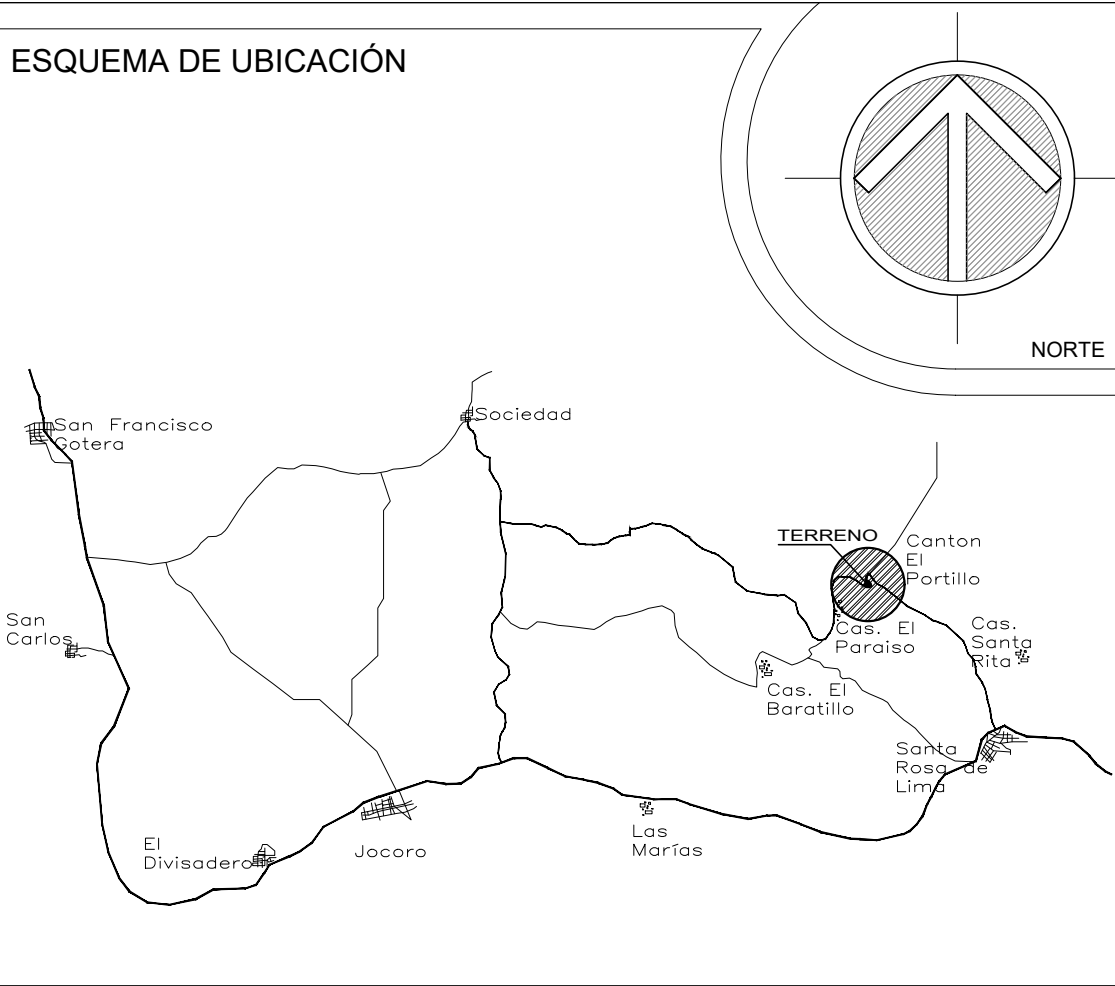 ESQUEMA DE UBICACIÓN
NORTE
San Francisco
Gotera
Sociedad
TERRENO
Canton
El
Portillo
San
Carlos
Cas. El
Paraiso
Cas.
Santa
Rita
Cas. El
Baratillo
Santa
Rosa de
Lima
El
Divisadero
Jocoro
Las
Marías